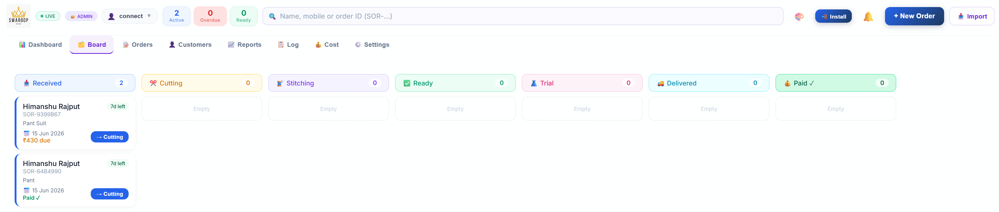 SWAROOP
LIVE
ADMIN
connect ▼
2
Active
0
Overdue
0
Ready
Name, mobile or order ID (SOR-...)
Install
+ New Order
Import
Dashboard
Board
Orders
Customers
Reports
Log
Cost
Settings
Received 2
Cutting 0
Stitching 0
Ready 0
Trial 0
Delivered 0
Paid ✓ 0
Himanshu Rajput 7d left
SOR-9399B67
Pant Suit
15 Jun 2026
₹430 due
→ Cutting
Empty
Empty
Empty
Empty
Empty
Empty
Himanshu Rajput 7d left
SOR-64B4990
Pant
15 Jun 2026
Paid ✓
→ Cutting